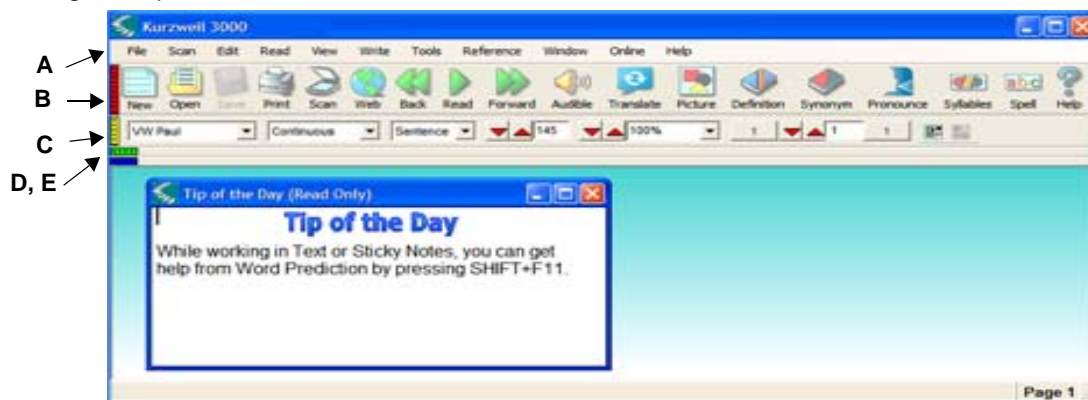 Kurzweil 3000
A
File Scan Edit Read View Write Tools Reference Window Online Help
B
New Open Save Print Scan Web Back Read Forward Audible Translate Picture Definition Synonym Pronounce Syllables Spell Help
C
VW Paul Continuous Sentence 145 100% 1 1 1
D, E
Tip of the Day (Read Only)
Tip of the Day
While working in Text or Sticky Notes, you can get
help from Word Prediction by pressing SHIFT+F11.
Page 1